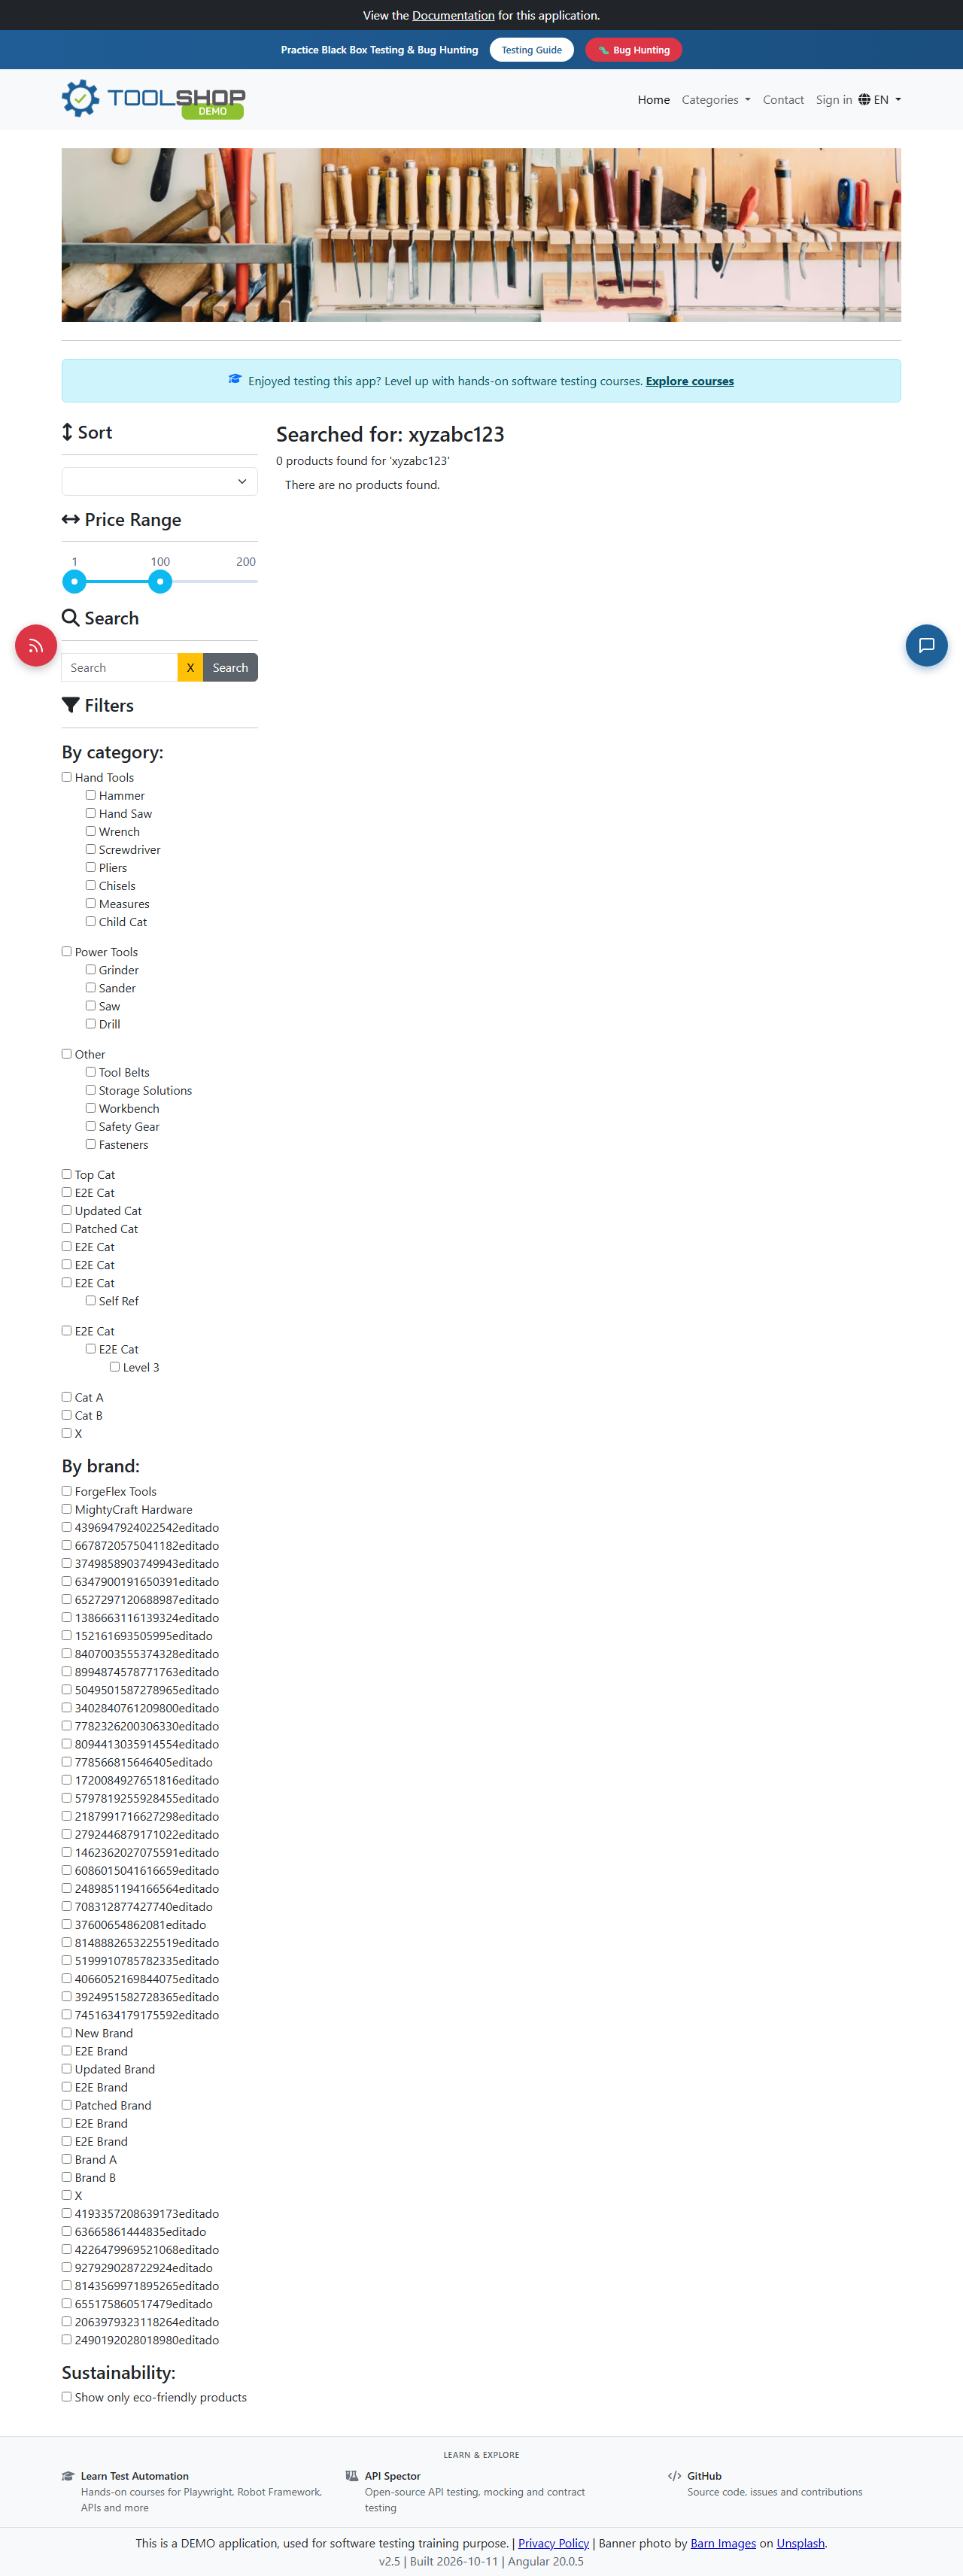 View the Documentation for this application.
Practice Black Box Testing & Bug Hunting Testing Guide Bug Hunting
TOOLSHOP DEMO
Home Categories Contact Sign in EN
Enjoyed testing this app? Level up with hands-on software testing courses. Explore courses
Sort
Price Range
1 100 200
Search
Search X Search
Filters
By category:
Hand Tools
Hammer
Hand Saw
Wrench
Screwdriver
Pliers
Chisels
Measures
Child Cat
Power Tools
Grinder
Sander
Saw
Drill
Other
Tool Belts
Storage Solutions
Workbench
Safety Gear
Fasteners
Top Cat
E2E Cat
Updated Cat
Patched Cat
E2E Cat
E2E Cat
E2E Cat
Self Ref
E2E Cat
E2E Cat
Level 3
Cat A
Cat B
X
By brand:
ForgeFlex Tools
MightyCraft Hardware
4396947924022542editado
6678720575041182editado
3749858903749943editado
6347900191650391editado
6527297120688987editado
1386663116139324editado
152161693505995editado
8407003555374328editado
8994874578771763editado
5049501587278965editado
3402840761209800editado
7782326200306330editado
8094413035914554editado
778566815646405editado
1720084927651816editado
5797819255928455editado
2187991716627298editado
2792446879171022editado
1462362027075591editado
6086015041616659editado
2489851194166564editado
708312877427740editado
37600654862081editado
8148882653225519editado
5199910785782335editado
4066052169844075editado
3924951582728365editado
7451634179175592editado
New Brand
E2E Brand
Updated Brand
E2E Brand
Patched Brand
E2E Brand
E2E Brand
Brand A
Brand B
X
4193357208639173editado
63665861444835editado
4226479969521068editado
927929028722924editado
8143569971895265editado
655175860517479editado
2063979323118264editado
2490192028018980editado
Sustainability:
Show only eco-friendly products
Searched for: xyzabc123
0 products found for 'xyzabc123'
There are no products found.
LEARN & EXPLORE
Learn Test Automation
Hands-on courses for Playwright, Robot Framework,
APIs and more
API Spector
Open-source API testing, mocking and contract
testing
GitHub
Source code, issues and contributions
This is a DEMO application, used for software testing training purpose. | Privacy Policy | Banner photo by Barn Images on Unsplash.
v2.5 | Built 2026-10-11 | Angular 20.0.5